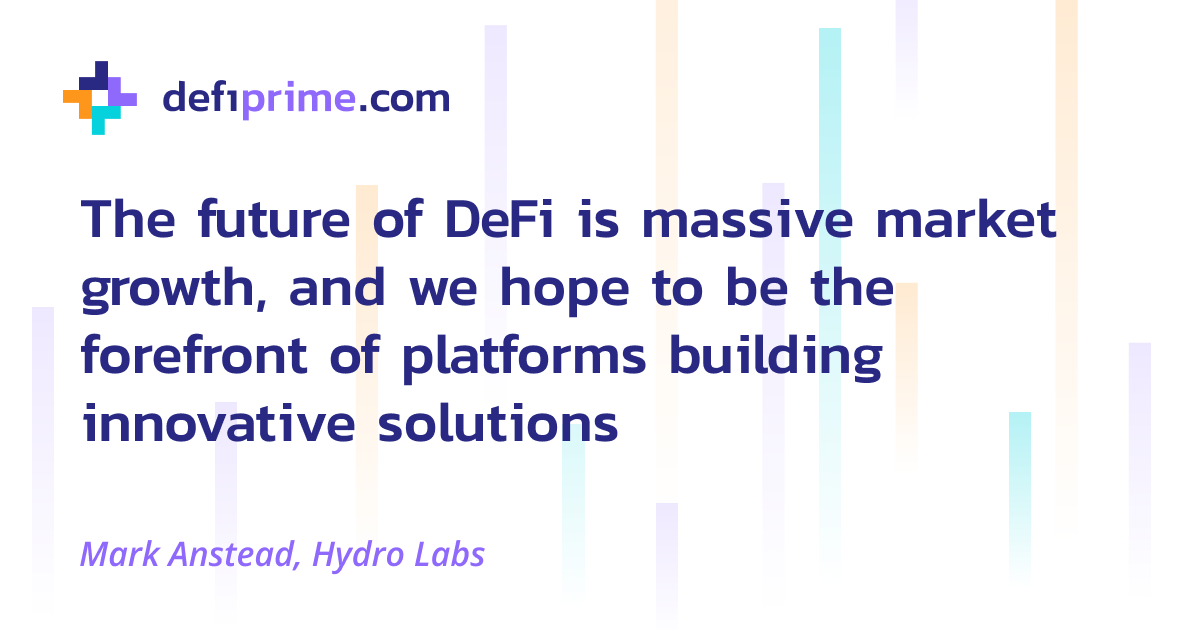 defiprime.com
The future of DeFi is massive market
growth, and we hope to be the
forefront of platforms building
innovative solutions
Mark Anstead, Hydro Labs